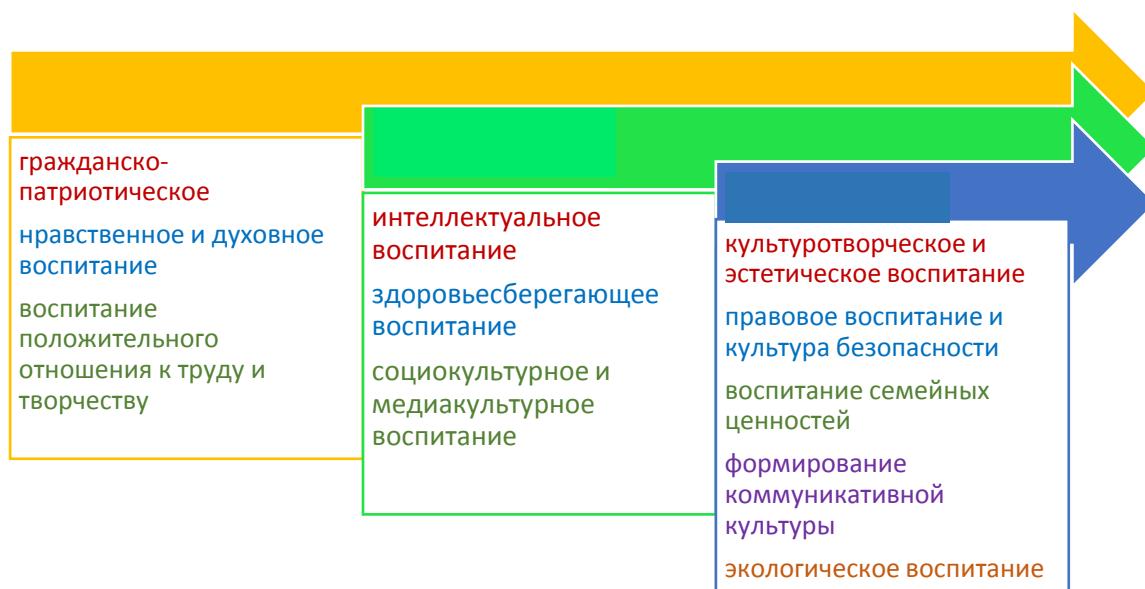 гражданско-
патриотическое
нравственное и духовное
воспитание
воспитание
положительного
отношения к труду и
творчеству
интеллектуальное
воспитание
здоровьесберегающее
воспитание
социокультурное и
медиакультурное
воспитание
культуротворческое и
эстетическое воспитание
правовое воспитание и
культура безопасности
воспитание семейных
ценностей
формирование
коммуникативной
культуры
экологическое воспитание